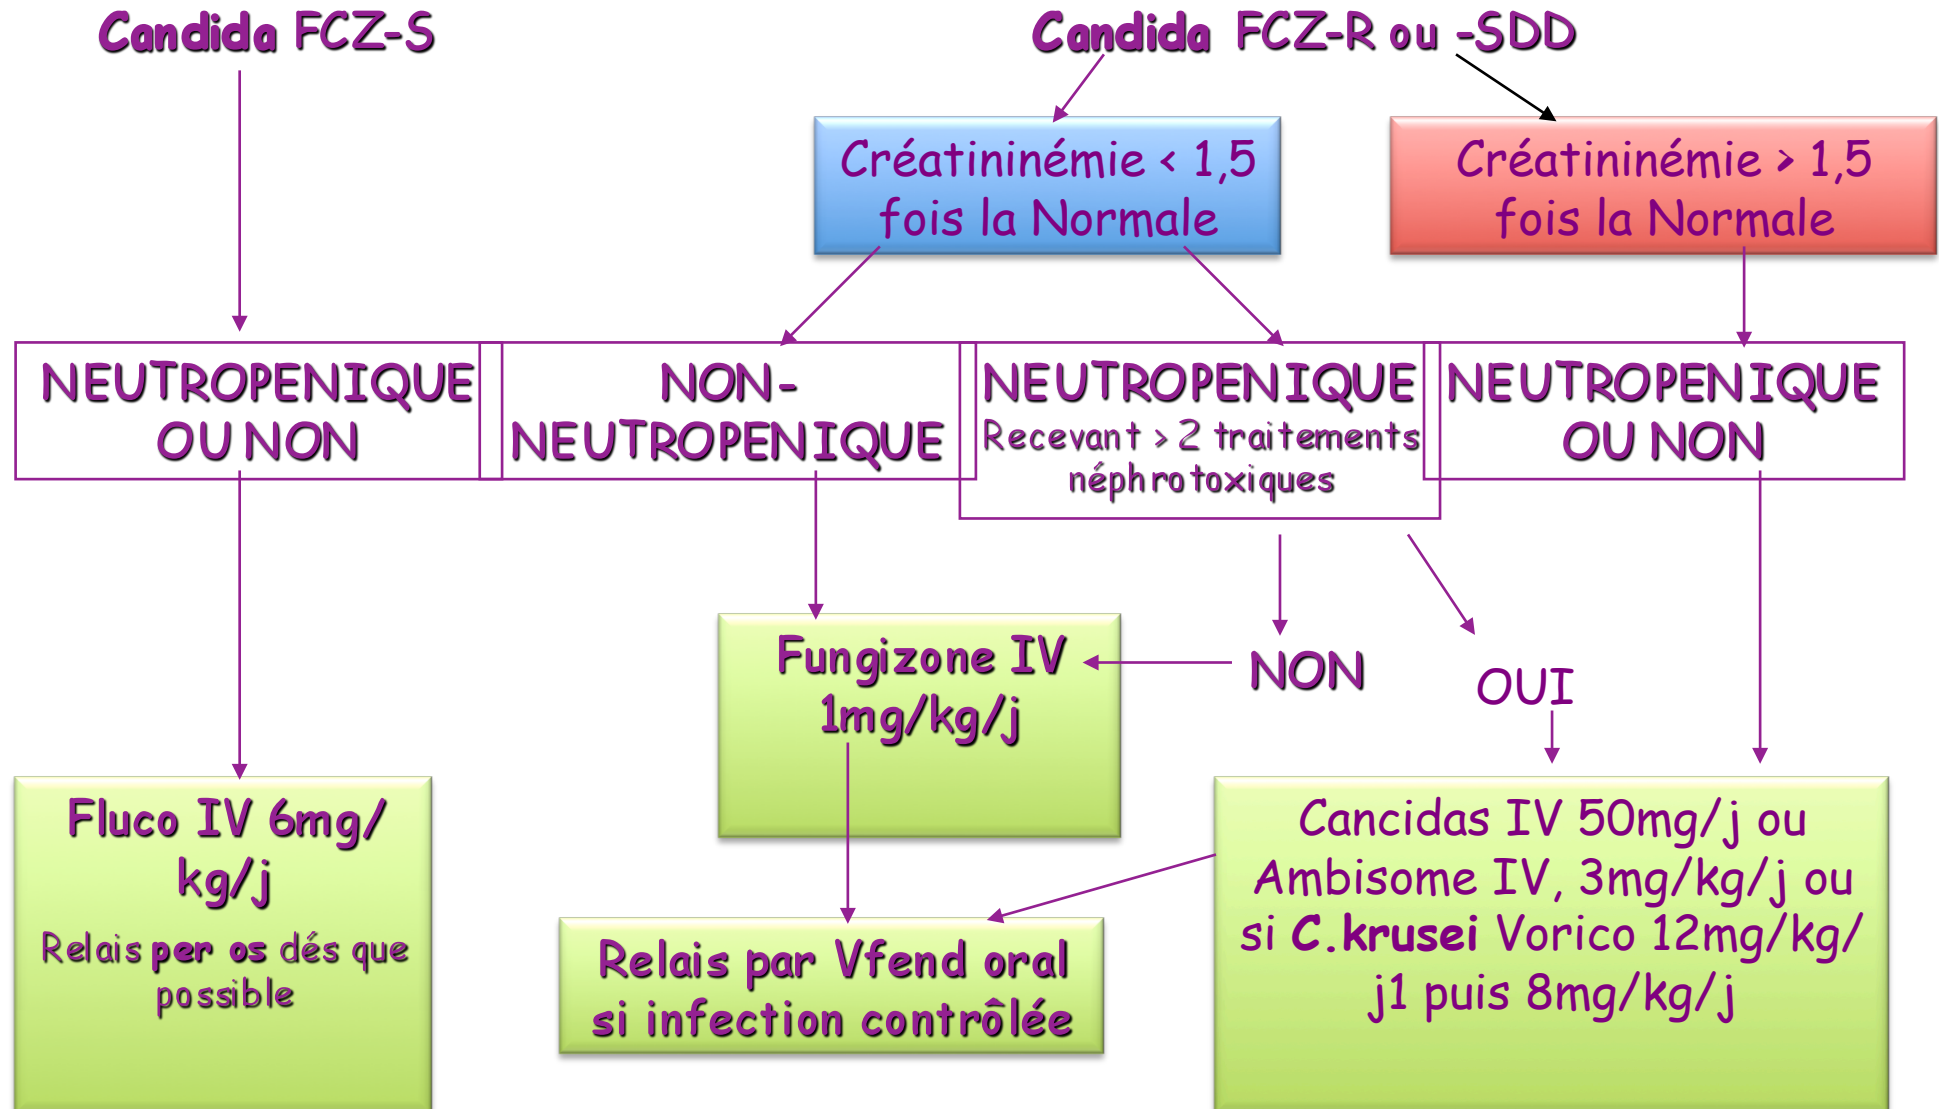 Candida FCZ-S
Candida FCZ-R ou -SDD
Créatininémie < 1,5
fois la Normale
Créatininémie > 1,5
fois la Normale
NEUTROPENIQUE
OU NON
NON-
NEUTROPENIQUE
NEUTROPENIQUE
Recevant > 2 traitements
néphrotoxiques
NEUTROPENIQUE
OU NON
Fungizone IV
1mg/kg/j
NON
OUI
Fluco IV 6mg/
kg/j
Relais per os dés que
possible
Relais par Vfend oral
si infection contrôlée
Cancidas IV 50mg/j ou
Ambisome IV, 3mg/kg/j ou
si C.krusei Vorico 12mg/kg/
j1 puis 8mg/kg/j